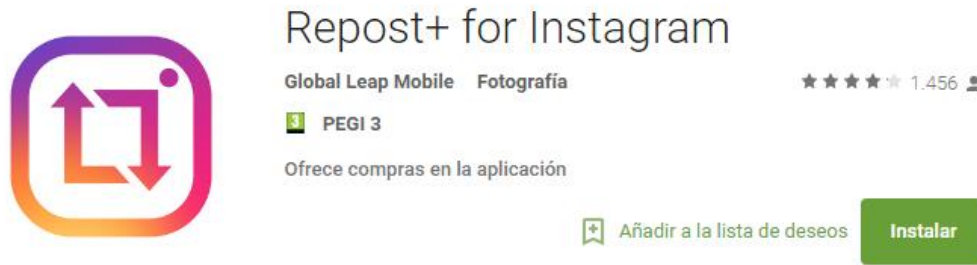 Repost+ for Instagram
Global Leap Mobile Fotografía 1.456
3 PEGI 3
Ofrece compras en la aplicación
Añadir a la lista de deseos Instalar